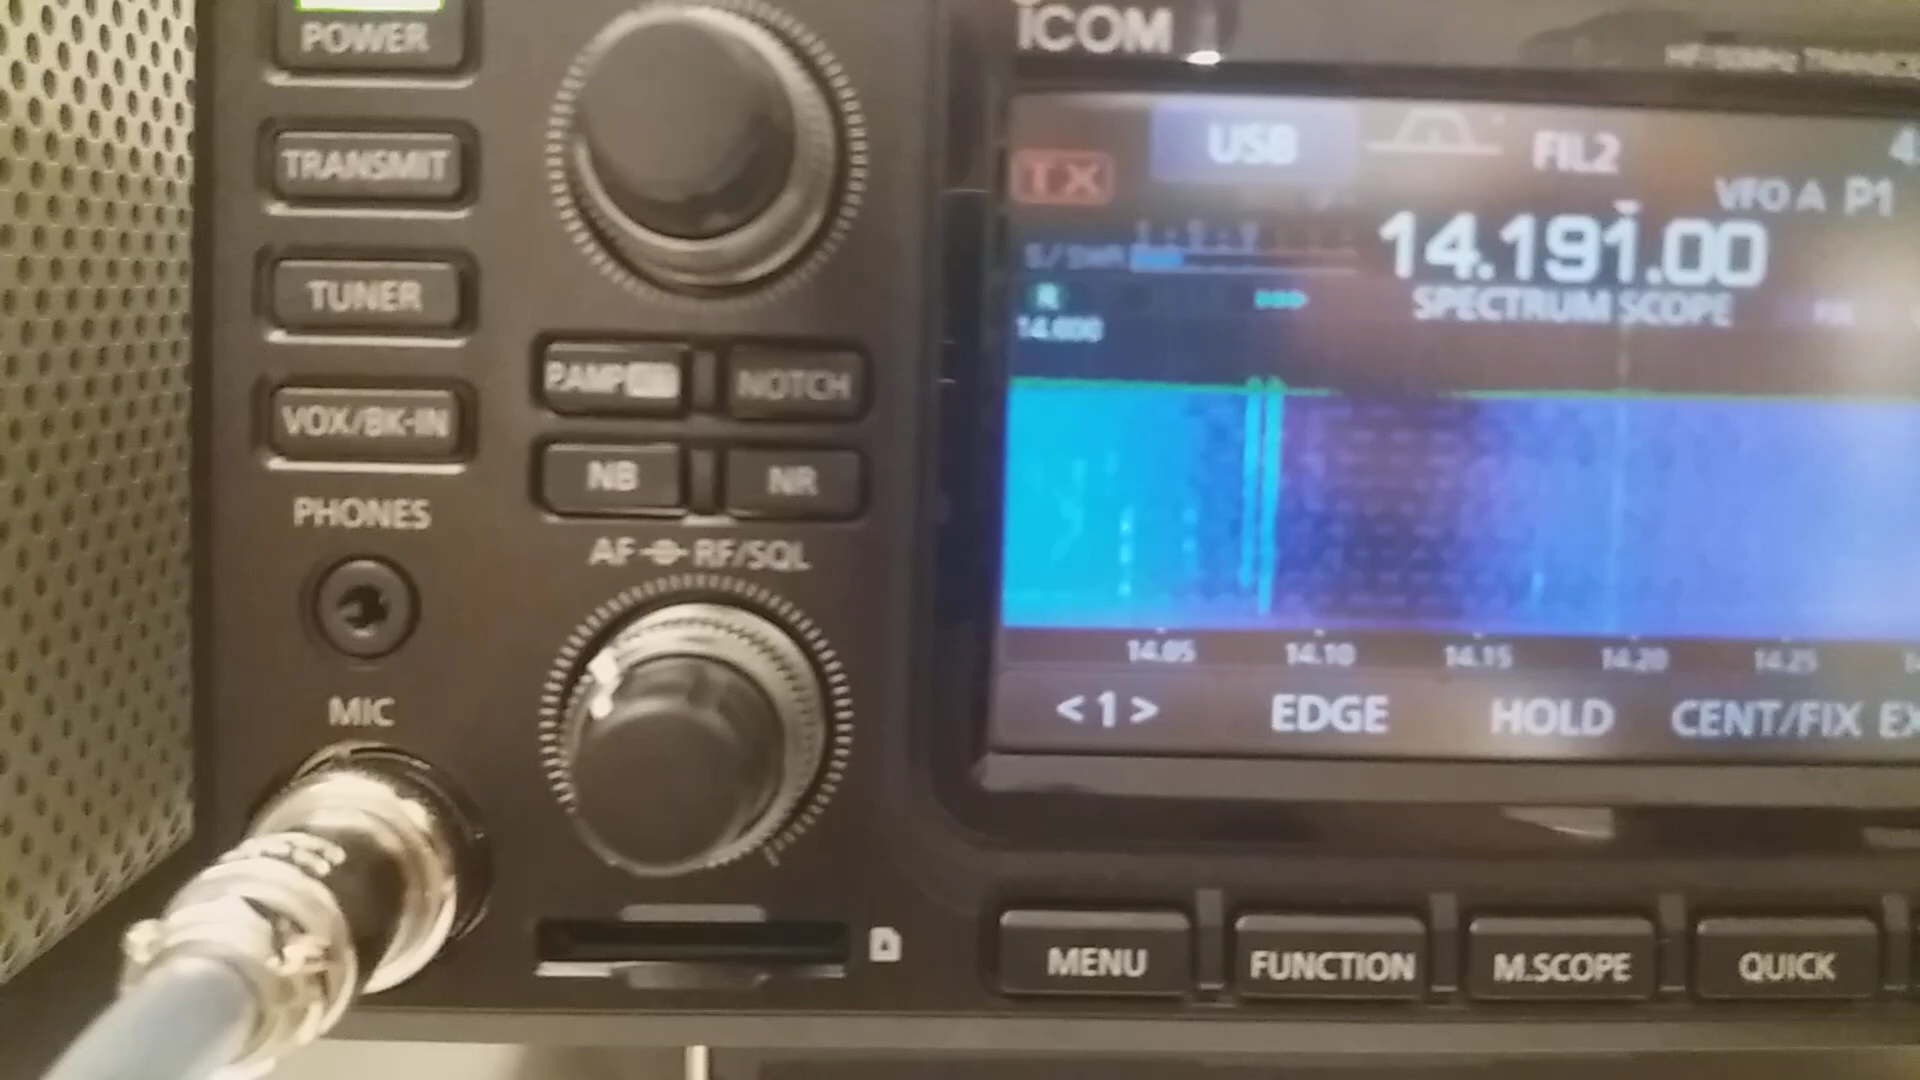 POWER
TRANSMIT
TUNER
VOX/BK-IN
PHONES
MIC
P.AMP
NOTCH
NB
NR
AF RF/SQL
ICOM
USB
FIL2
TX
VFO A P1
14.191.00
SPECTRUM SCOPE
R
14.000
14.05 14.10 14.15 14.20 14.25
< 1 > EDGE HOLD CENT/FIX
MENU FUNCTION M.SCOPE QUICK